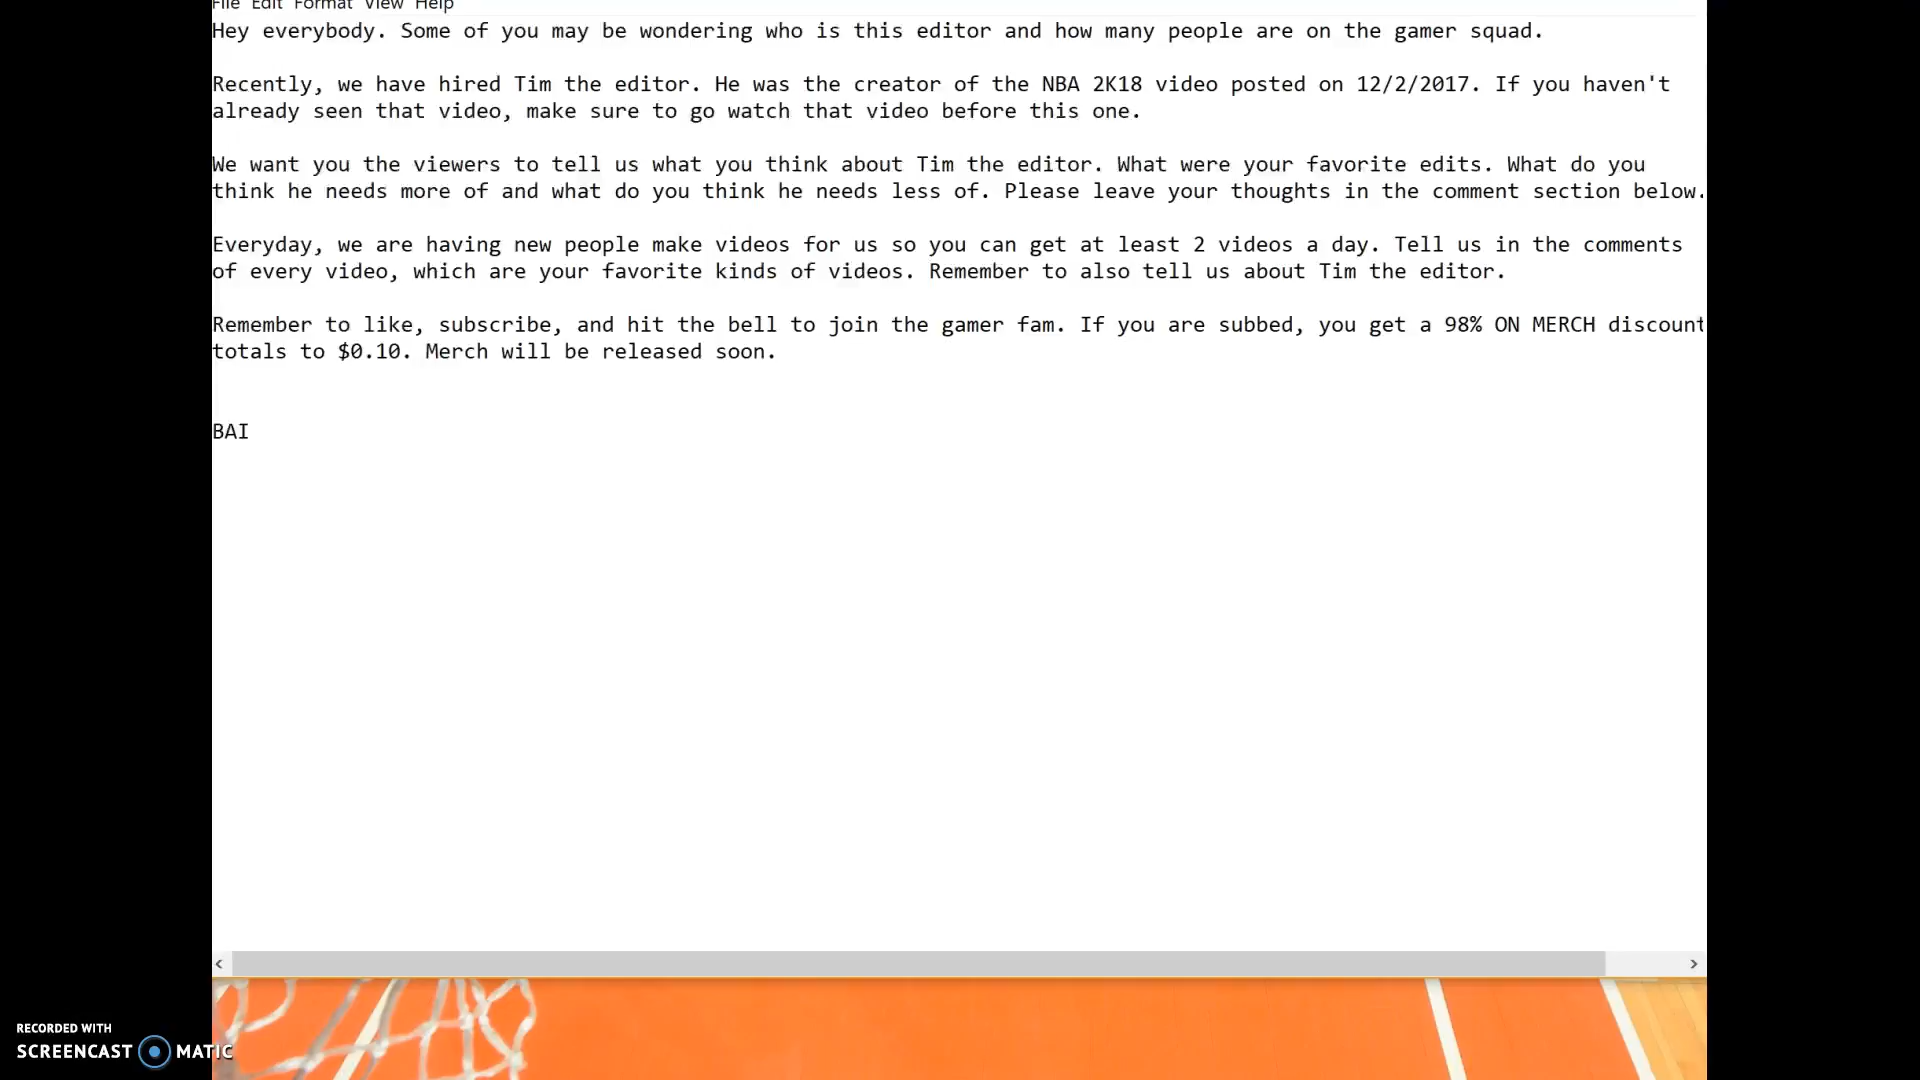 File Edit Format View Help
Hey everybody. Some of you may be wondering who is this editor and how many people are on the gamer squad.
Recently, we have hired Tim the editor. He was the creator of the NBA 2K18 video posted on 12/2/2017. If you haven't
already seen that video, make sure to go watch that video before this one.
We want you the viewers to tell us what you think about Tim the editor. What were your favorite edits. What do you
think he needs more of and what do you think he needs less of. Please leave your thoughts in the comment section below.
Everyday, we are having new people make videos for us so you can get at least 2 videos a day. Tell us in the comments
of every video, which are your favorite kinds of videos. Remember to also tell us about Tim the editor.
Remember to like, subscribe, and hit the bell to join the gamer fam. If you are subbed, you get a 98% ON MERCH discount
totals to $0.10. Merch will be released soon.
BAI
RECORDED WITH
SCREENCAST MATIC